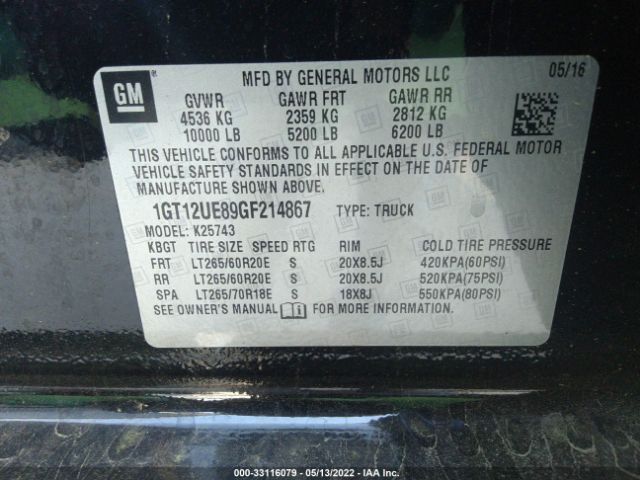 GM ® MFD BY GENERAL MOTORS LLC 05/16
GVWR GAWR FRT GAWR RR
4536 KG 2359 KG 2812 KG
10000 LB 5200 LB 6200 LB
THIS VEHICLE CONFORMS TO ALL APPLICABLE U.S. FEDERAL MOTOR
VEHICLE SAFETY STANDARDS IN EFFECT ON THE DATE OF
MANUFACTURE SHOWN ABOVE.
1GT12UE89GF214867 TYPE: TRUCK
MODEL: K25743
KBGT TIRE SIZE SPEED RTG RIM COLD TIRE PRESSURE
FRT LT265/60R20E S 20X8.5J 420KPA(60PSI)
RR LT265/60R20E S 20X8.5J 520KPA(75PSI)
SPA LT265/70R18E S 18X8J 550KPA(80PSI)
SEE OWNER'S MANUAL FOR MORE INFORMATION.
000-33116079 - 05/13/2022 - IAA Inc.